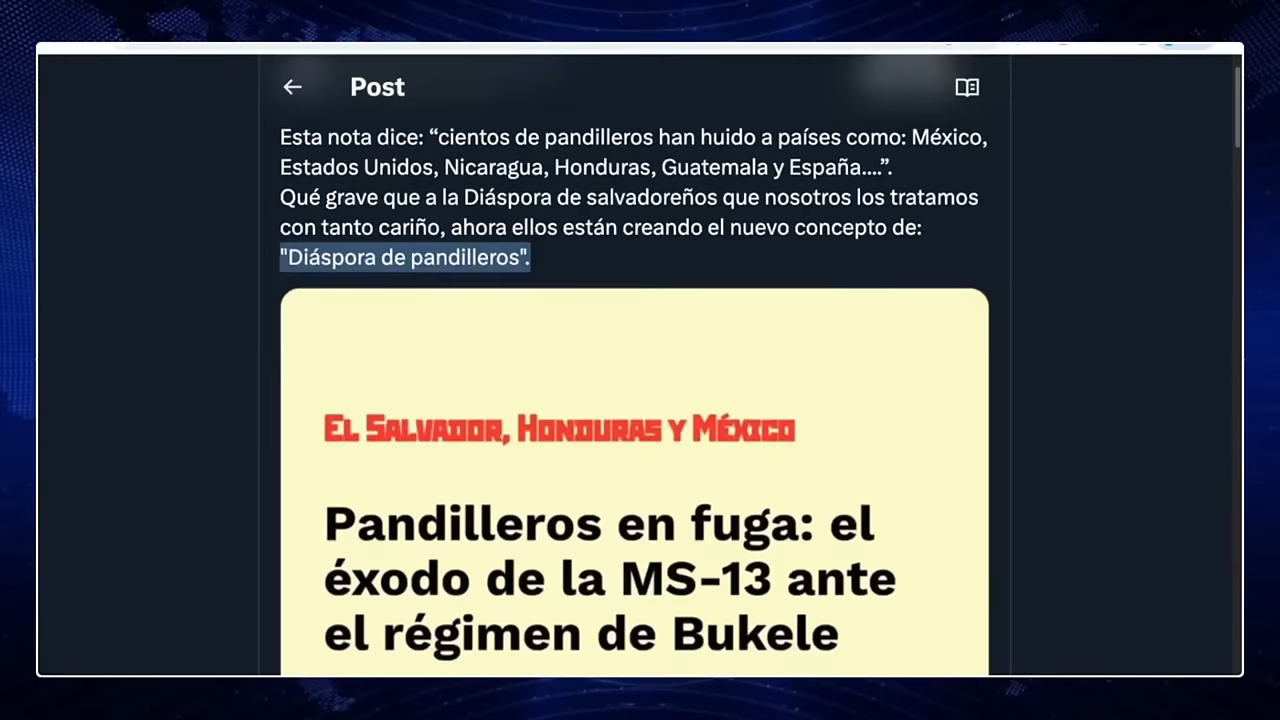 Post
Esta nota dice: “cientos de pandilleros han huido a países como: México,
Estados Unidos, Nicaragua, Honduras, Guatemala y España....”.
Qué grave que a la Diáspora de salvadoreños que nosotros los tratamos
con tanto cariño, ahora ellos están creando el nuevo concepto de:
"Diáspora de pandilleros".
El Salvador, Honduras y México
Pandilleros en fuga: el
éxodo de la MS-13 ante
el régimen de Bukele